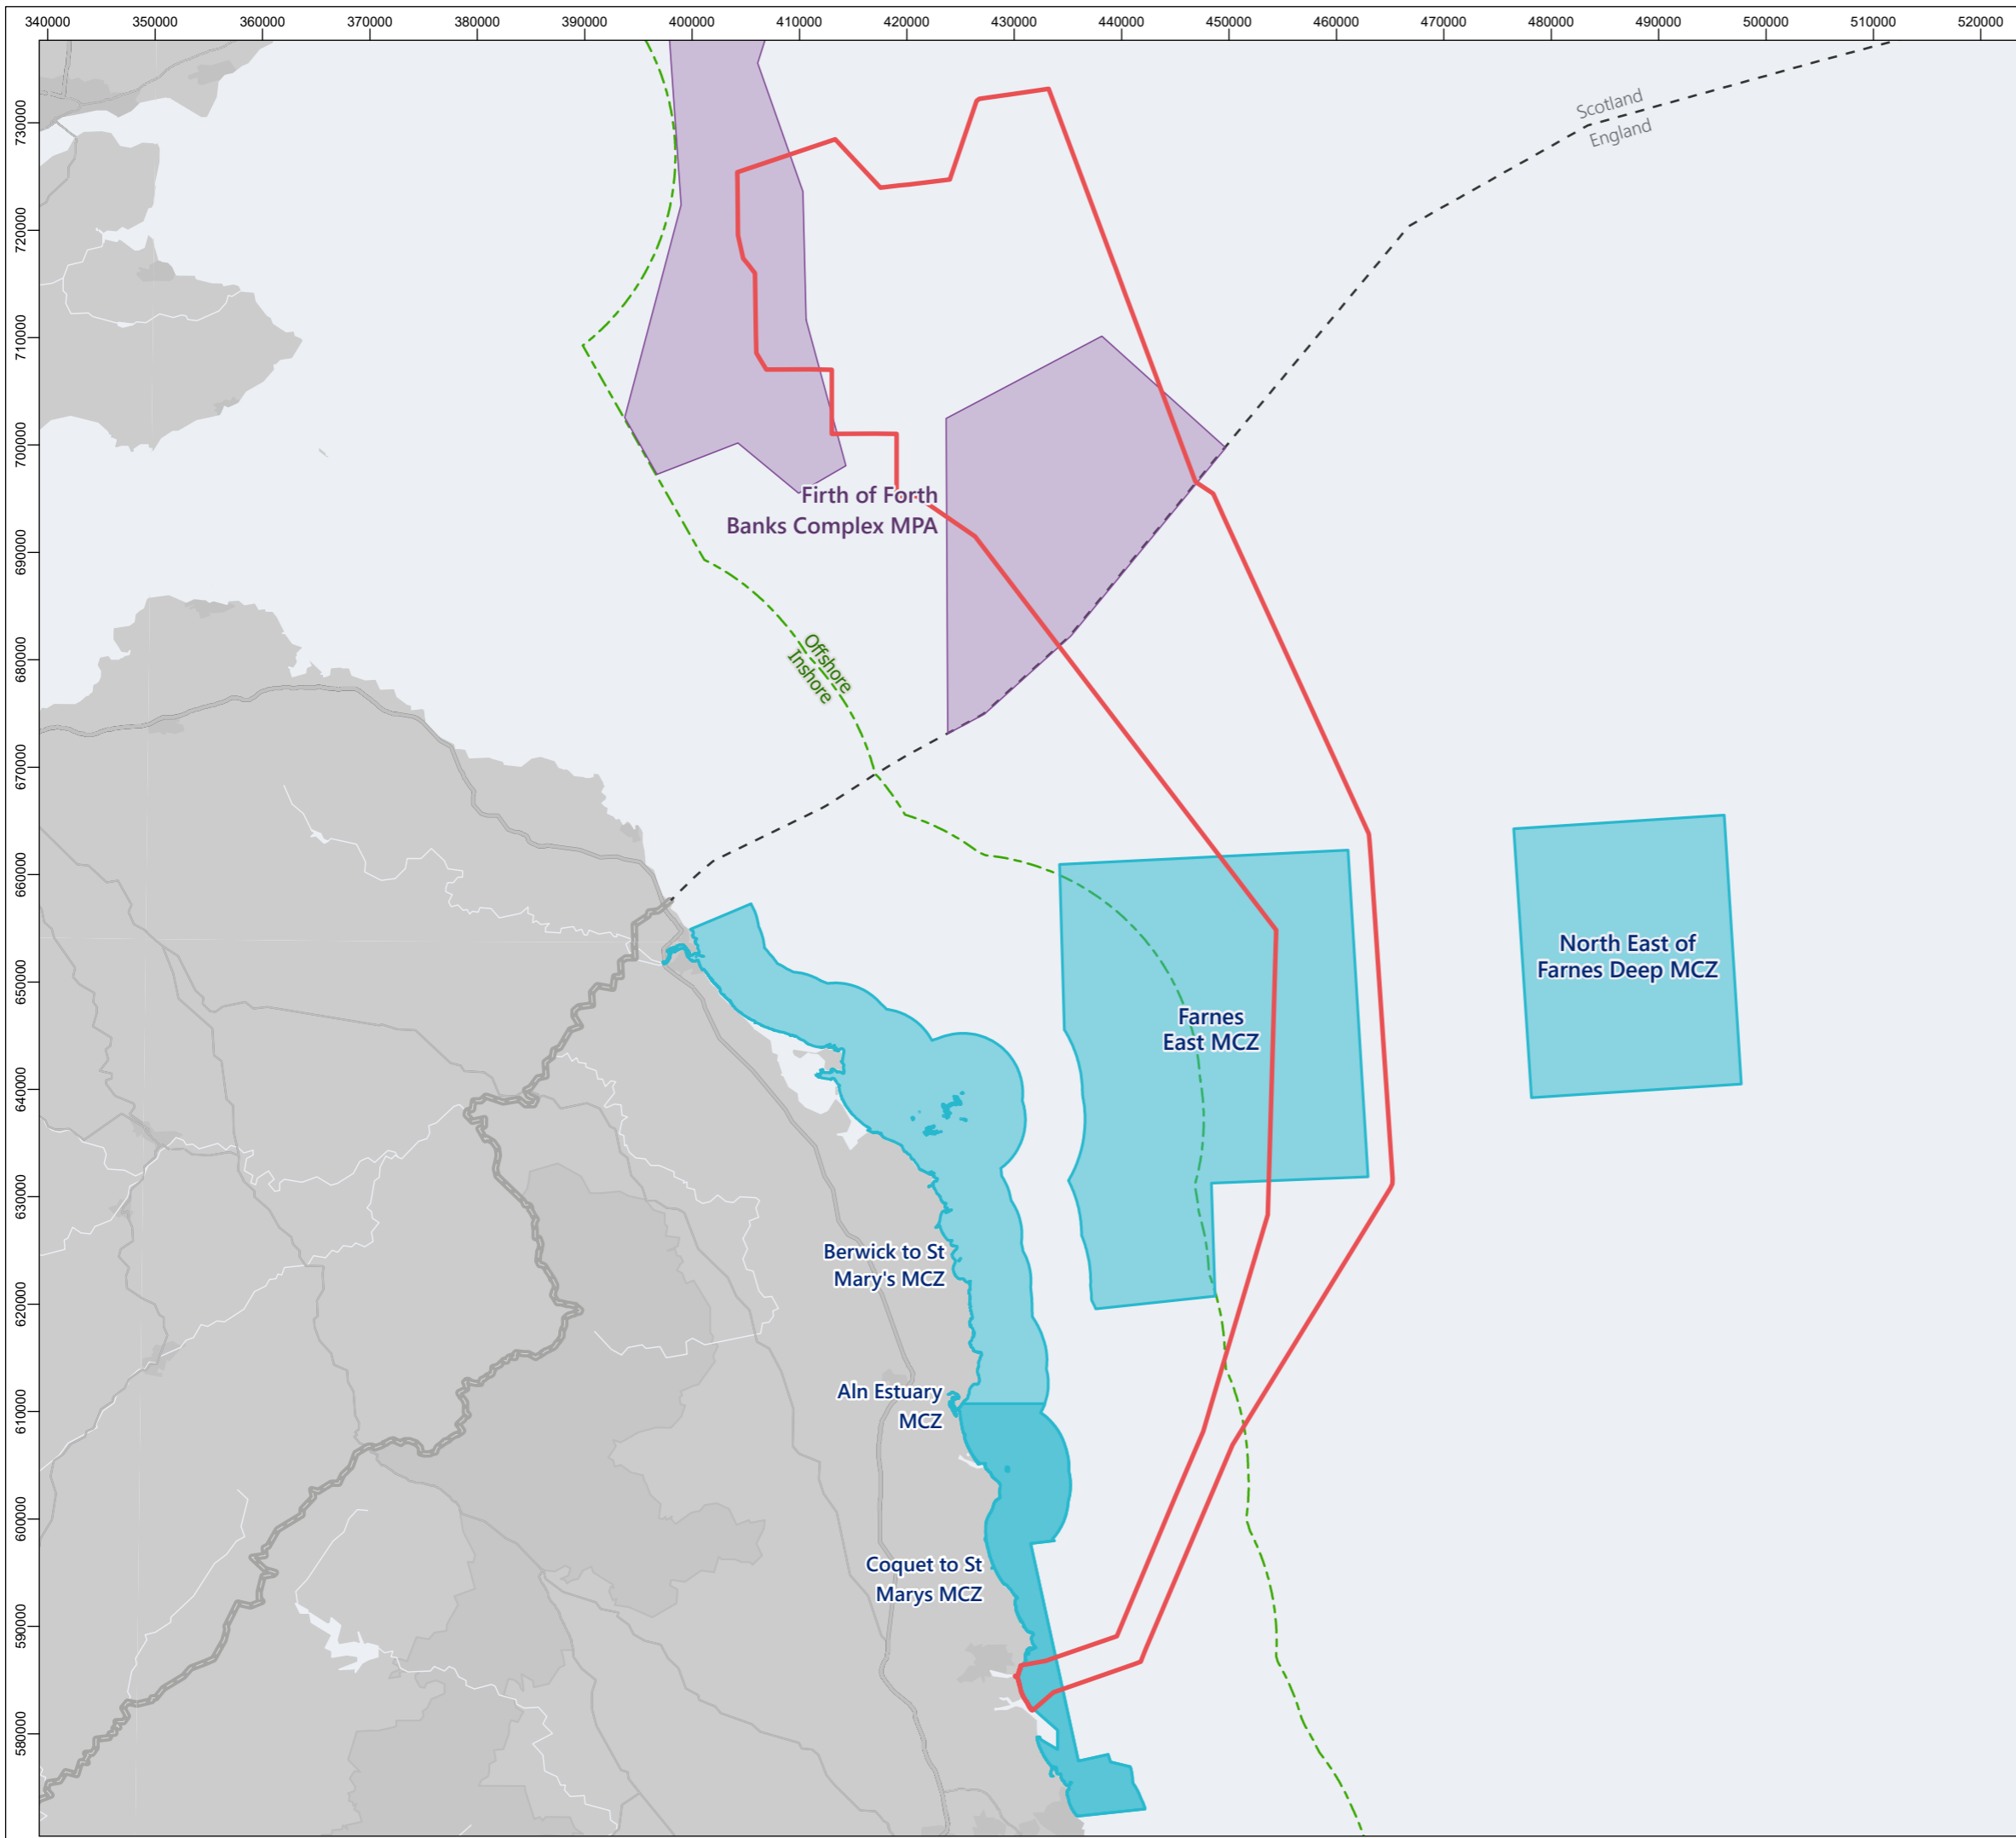 340000 350000 360000 370000 380000 390000 400000 410000 420000 430000 440000 450000 460000 470000 480000 490000 500000 510000 520000
730000
720000
710000
700000
690000
680000
670000
660000
650000
640000
630000
620000
610000
600000
590000
580000
Scotland
England
Firth of Forth
Banks Complex MPA
Offshore
Inshore
North East of
Farnes Deep MCZ
Farnes
East MCZ
Berwick to St
Mary's MCZ
Aln Estuary
MCZ
Coquet to St
Marys MCZ